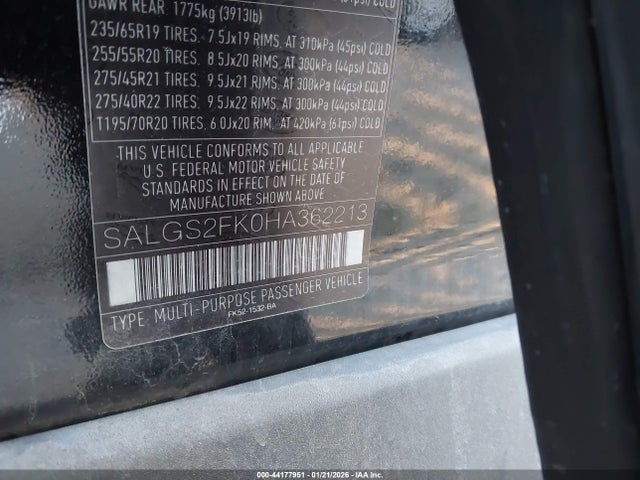 GAWR REAR 1775kg (3913lb)
235/65R19 TIRES, 7.5Jx19 RIMS, AT 310kPa (45psi) COLD
255/55R20 TIRES, 8.5Jx20 RIMS, AT 300kPa (44psi) COLD
275/45R21 TIRES, 9.5Jx21 RIMS, AT 300kPa (44psi) COLD
275/40R22 TIRES, 9.5Jx22 RIMS, AT 300kPa (44psi) COLD
T195/70R20 TIRES, 6.0Jx20 RIM, AT 420kPa (61psi) COLD
THIS VEHICLE CONFORMS TO ALL APPLICABLE
U.S. FEDERAL MOTOR VEHICLE SAFETY
STANDARDS IN EFFECT ON THE DATE OF
MANUFACTURE SHOWN ABOVE
SALGS2FK0HA362213
TYPE: MULTI-PURPOSE PASSENGER VEHICLE
FK52-1532-BA
000-44177951 - 01/21/2026 - IAA Inc.